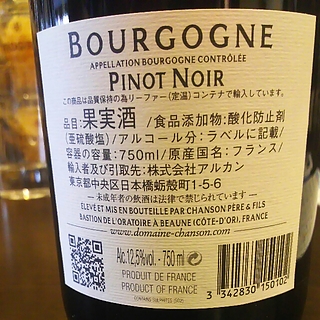 BOURGOGNE
APPELLATION BOURGOGNE CONTRÔLÉE
PINOT NOIR
この商品は品質保持の為リーファー(定温)コンテナで輸入しています。
品目:果実酒/食品添加物:酸化防止剤
(亜硫酸塩)/アルコール分:ラベルに記載/
容器の容量:750ml/原産国名:フランス/
輸入者及び引取先:株式会社アルカン
東京都中央区日本橋蛎殻町1-5-6
―未成年者の飲酒は法律で禁じられています―
ELEVÉ ET MIS EN BOUTEILLE PAR CHANSON PÈRE & FILS
BASTION DE L'ORATOIRE À BEAUNE (CÔTE-D'OR), FRANCE
www.domaine-chanson.com
Alc.12,5%vol. - 750 ml e
PRODUIT DE FRANCE
PRODUCT OF FRANCE
CONTAINS SULPHITES (SO2)
3 342830 150102